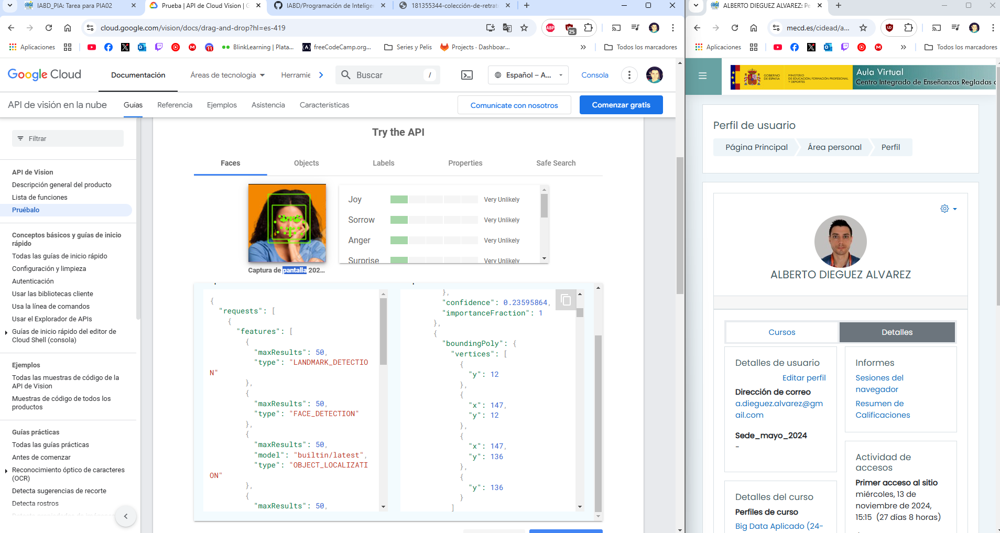 IABD_PIA: Tarea para PIA02
Prueba | API de Cloud Vision | G
IABD/Programación de Intelige
181355344-colección-de-retrat
cloud.google.com/vision/docs/drag-and-drop?hl=es-419
ABP
25
Aplicaciones
11
BlinkLearning | Plata...
freeCodeCamp.org...
Series y Pelis
Projects · Dashboar...
»
Todos los marcadores
Google Cloud
Documentación
Áreas de tecnología
Herramie
Buscar
/
Español – A...
Consola
API de visión en la nube
Guías
Referencia
Ejemplos
Asistencia
Características
Comunícate con nosotros
Comenzar gratis
Filtrar
API de Vision
Descripción general del producto
Lista de funciones
Pruébalo
Conceptos básicos y guías de inicio
rápido
Todas las guías de inicio rápido
Configuración y limpieza
Autenticación
Usar las bibliotecas cliente
Usa la línea de comandos
Usar el Explorador de APIs
Guías de inicio rápido del editor de
Cloud Shell (consola)
Ejemplos
Todas las muestras de código de la
API de Vision
Muestras de código de todos los
productos
Guías prácticas
Todas las guías prácticas
Antes de comenzar
Reconocimiento óptico de caracteres
(OCR)
Detecta sugerencias de recorte
Detecta rostros
Try the API
Faces
Objects
Labels
Properties
Safe Search
Joy
Very Unlikely
Sorrow
Very Unlikely
Anger
Very Unlikely
Surprise
Very Unlikely
Captura de pantalla 202...
{
"requests": [
{
"features": [
{
"maxResults": 50,
"type": "LANDMARK_DETECTIO
N"
},
{
"maxResults": 50,
"type": "FACE_DETECTION"
},
{
"maxResults": 50,
"model": "builtin/latest",
"type": "OBJECT_LOCALIZATI
ON"
},
{
"maxResults": 50,
},
"confidence": 0.23595864,
"importanceFraction": 1
},
{
"boundingPoly": {
"vertices": [
{
"y": 12
},
{
"x": 147,
"y": 12
},
{
"x": 147,
"y": 136
},
{
"y": 136
}
]
ALBERTO DIEGUEZ ALVAREZ: Pe
mecd.es/cidead/a...
Aplicaciones
»
Todos los marcadores
GOBIERNO
DE ESPAÑA
MINISTERIO
DE EDUCACIÓN, FORMACIÓN PROFESIONAL
Y DEPORTES
Aula Virtual
Centro Integrado de Enseñanzas Regladas a
Perfil de usuario
Página Principal
Área personal
Perfil
ALBERTO DIEGUEZ ALVAREZ
Cursos
Detalles
Detalles de usuario
Editar perfil
Dirección de correo
a.dieguez.alvarez@gm
ail.com
Sede_mayo_2024
-
Detalles del curso
Perfiles de curso
Big Data Aplicado (24-
Informes
Sesiones del
navegador
Resumen de
Calificaciones
Actividad de
accesos
Primer acceso al sitio
miércoles, 13 de
noviembre de 2024,
15:15 (27 días 8 horas)